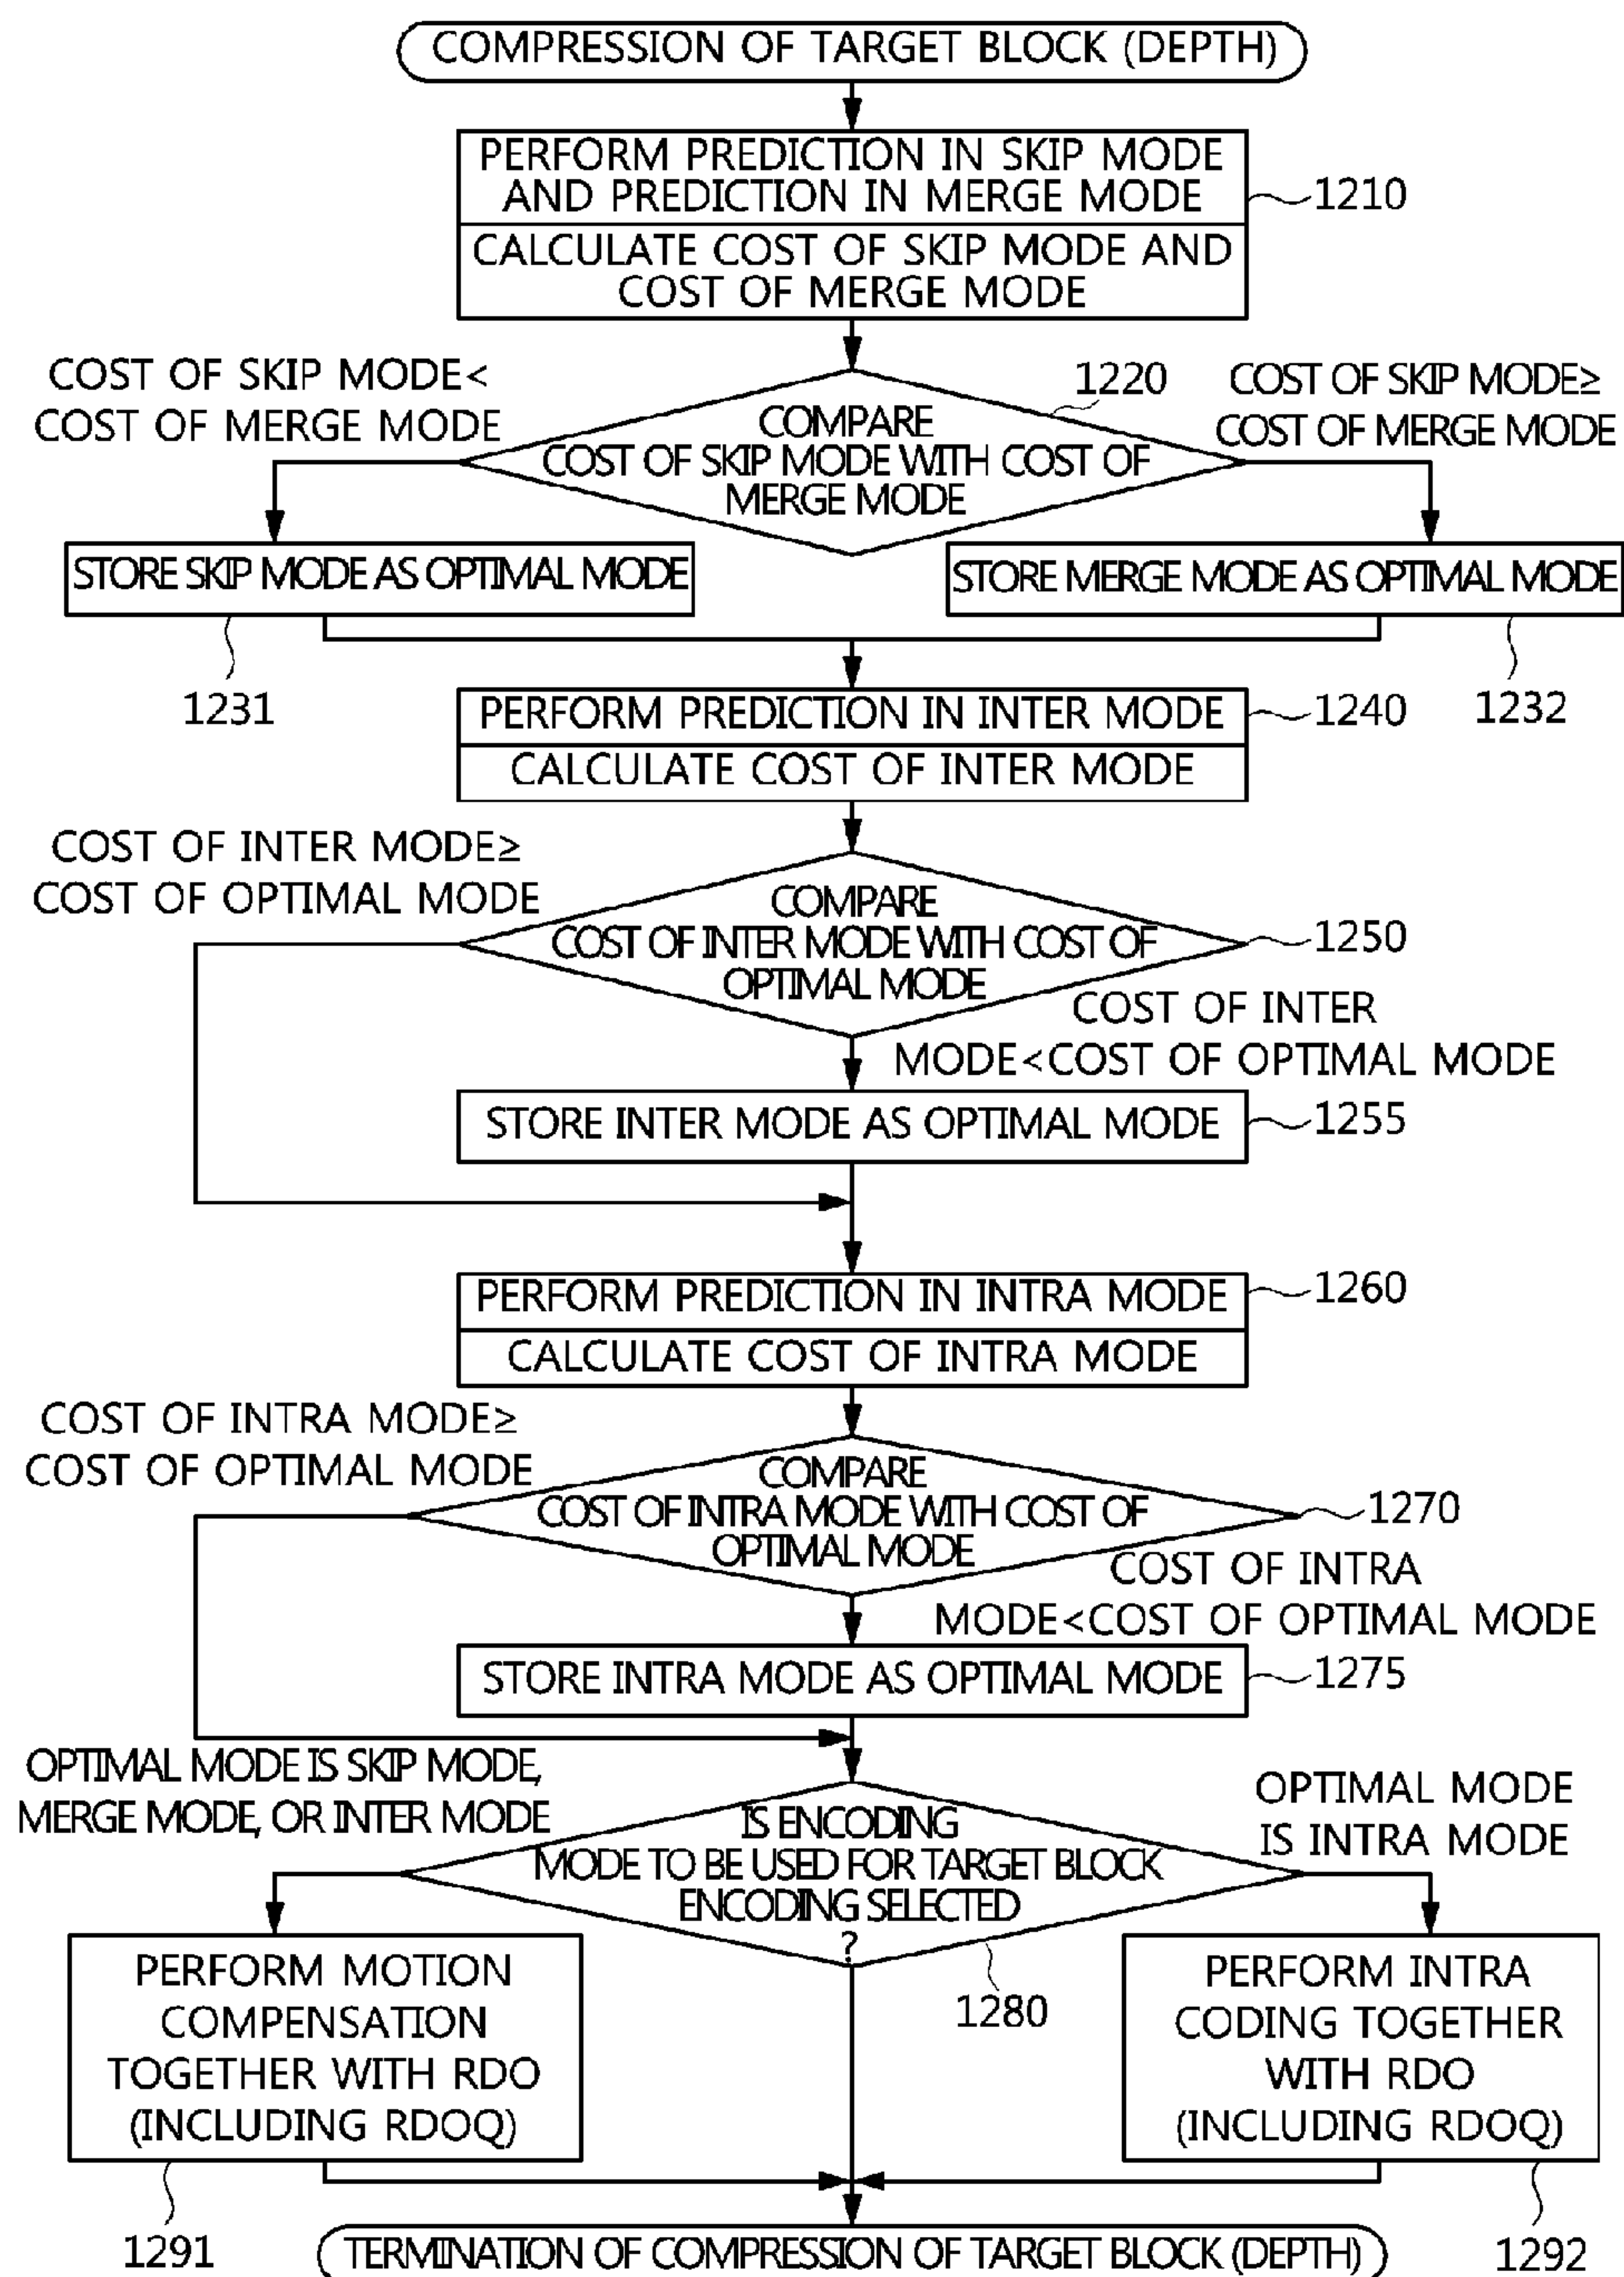 COMPRESSION OF TARGET BLOCK (DEPTH)
PERFORM PREDICTION IN SKIP MODE
AND PREDICTION IN MERGE MODE
1210
CALCULATE COST OF SKIP MODE AND
COST OF MERGE MODE
COST OF SKIP MODE<
COST OF MERGE MODE
1220
COST OF SKIP MODE≥
COST OF MERGE MODE
COMPARE
COST OF SKIP MODE WITH COST OF
MERGE MODE
STORE SKIP MODE AS OPTIMAL MODE
STORE MERGE MODE AS OPTIMAL MODE
1231
1232
PERFORM PREDICTION IN INTER MODE
1240
CALCULATE COST OF INTER MODE
COST OF INTER MODE≥
COST OF OPTIMAL MODE
COMPARE
COST OF INTER MODE WITH COST OF
OPTIMAL MODE
1250
COST OF INTER
MODE<COST OF OPTIMAL MODE
STORE INTER MODE AS OPTIMAL MODE
1255
PERFORM PREDICTION IN INTRA MODE
1260
CALCULATE COST OF INTRA MODE
COST OF INTRA MODE≥
COST OF OPTIMAL MODE
COMPARE
COST OF INTRA MODE WITH COST OF
OPTIMAL MODE
1270
COST OF INTRA
MODE<COST OF OPTIMAL MODE
STORE INTRA MODE AS OPTIMAL MODE
1275
OPTIMAL MODE IS SKIP MODE,
MERGE MODE, OR INTER MODE
OPTIMAL MODE
IS INTRA MODE
IS ENCODING
MODE TO BE USED FOR TARGET BLOCK
ENCODING SELECTED
?
1280
PERFORM MOTION
COMPENSATION
TOGETHER WITH RDO
(INCLUDING RDOQ)
PERFORM INTRA
CODING TOGETHER
WITH RDO
(INCLUDING RDOQ)
1291
1292
TERMINATION OF COMPRESSION OF TARGET BLOCK (DEPTH)